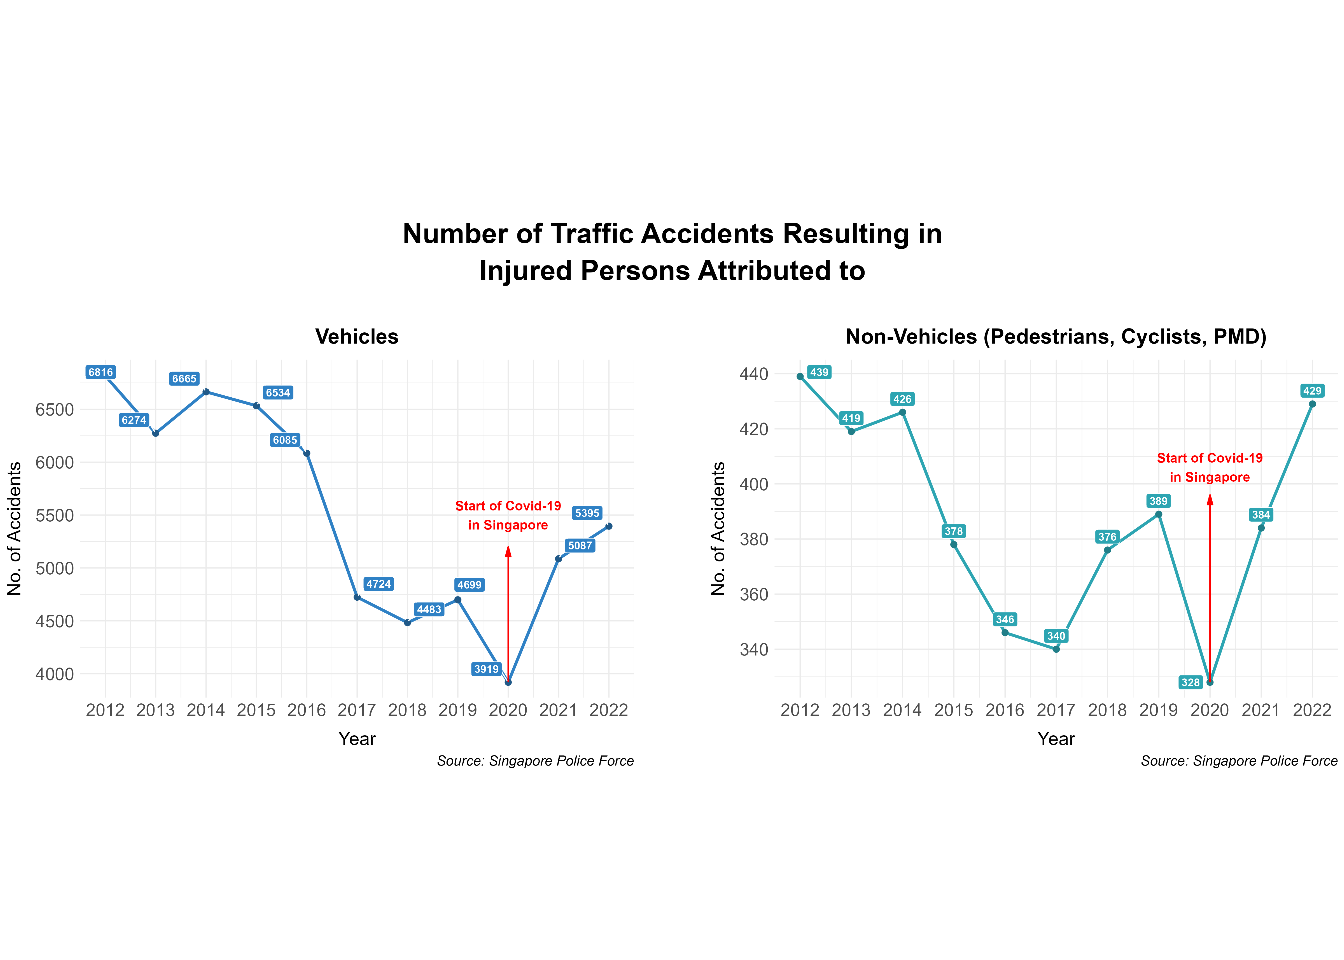 Number of Traffic Accidents Resulting in
Injured Persons Attributed to
Vehicles
No. of Accidents
6500
6000
5500
5000
4500
4000
6816
6274
6665
6534
6085
4724
4483
4699
3919
5087
5395
Start of Covid-19
in Singapore
2012 2013 2014 2015 2016 2017 2018 2019 2020 2021 2022
Year
Source: Singapore Police Force
Non-Vehicles (Pedestrians, Cyclists, PMD)
No. of Accidents
440
420
400
380
360
340
439
419
426
378
346
340
376
389
328
384
429
Start of Covid-19
in Singapore
2012 2013 2014 2015 2016 2017 2018 2019 2020 2021 2022
Year
Source: Singapore Police Force